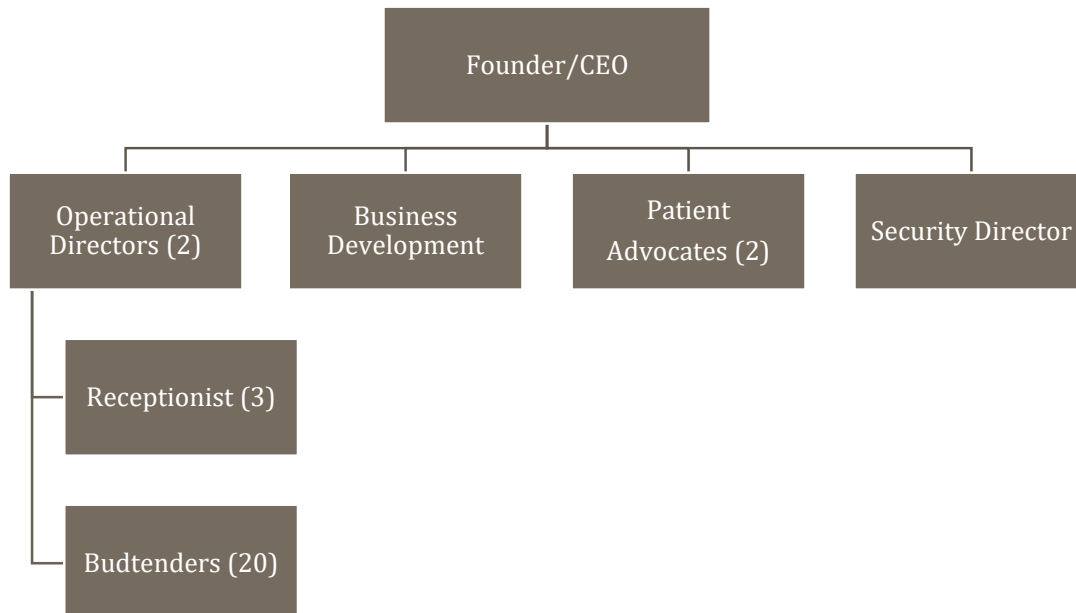 Founder/CEO
Operational
Directors (2)
Business
Development
Patient
Advocates (2)
Security Director
Receptionist (3)
Budtenders (20)